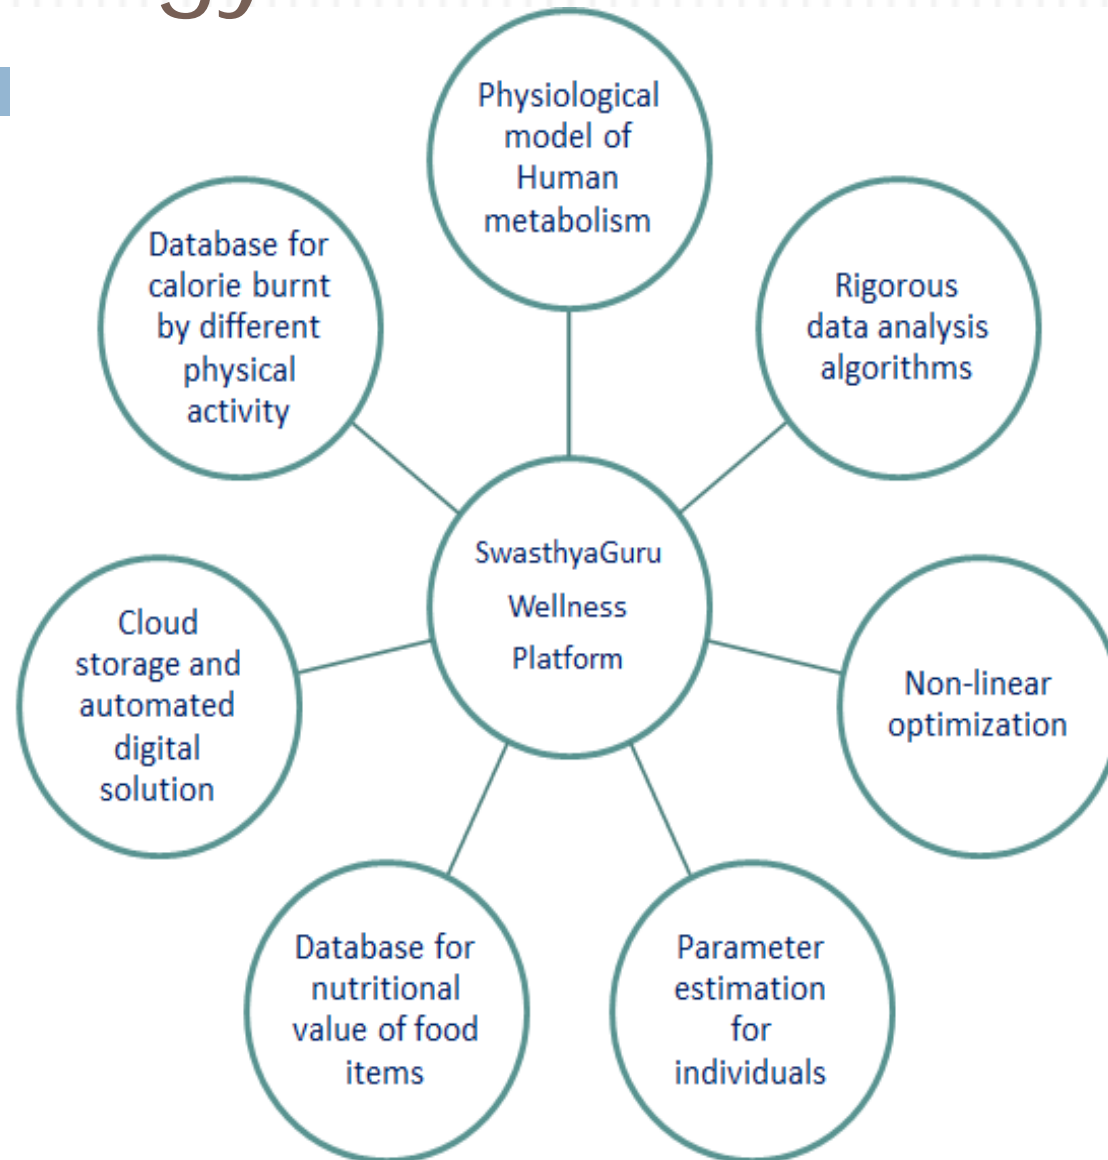 Physiological
model of
Human
metabolism
Rigorous
data analysis
algorithms
Non-linear
optimization
Parameter
estimation
for
individuals
Database for
nutritional
value of food
items
Cloud
storage and
automated
digital
solution
Database for
calorie burnt
by different
physical
activity
SwasthyaGuru
Wellness
Platform